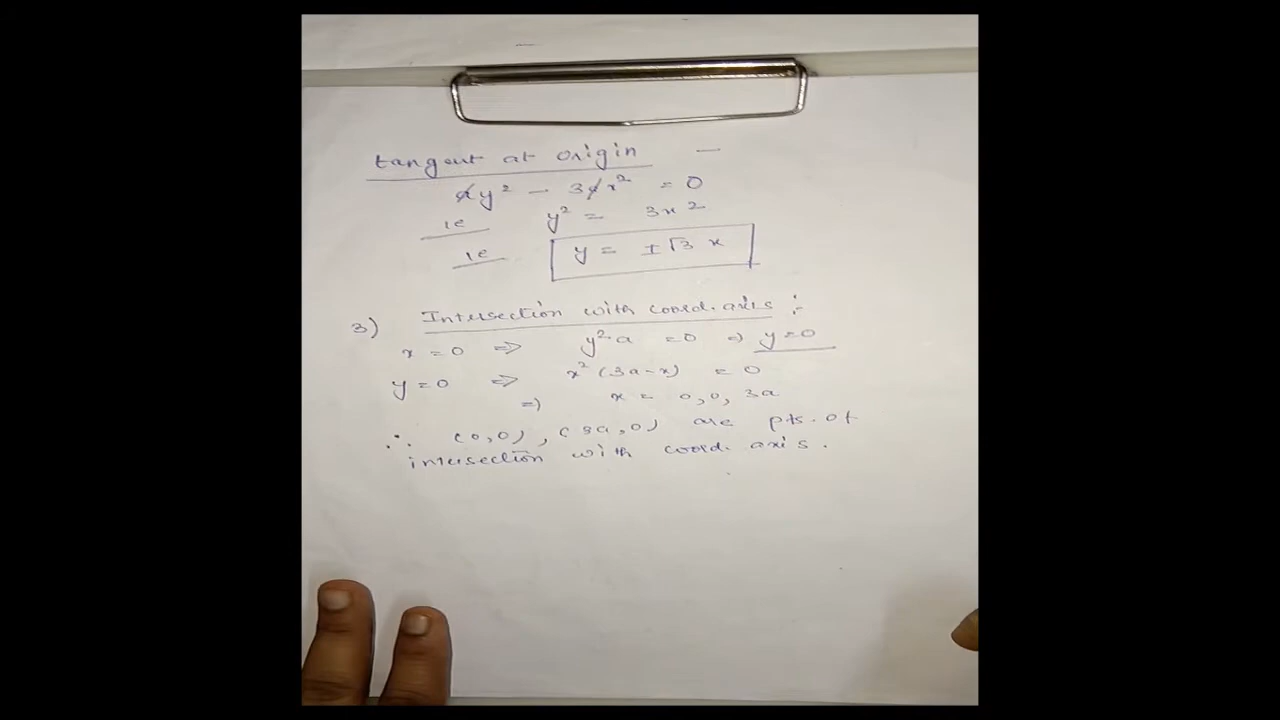 tangent at origin —
ay² - 3ax² = 0
ie y² = 3x²
ie y = ±√3 x
3) Intersection with coord. axis :-
x = 0 => y²a = 0 => y = 0
y = 0 => x² (3a-x) = 0
=> x = 0, 0, 3a
∴ (0,0), (3a,0) are pts. of
intersection with coord. axis.